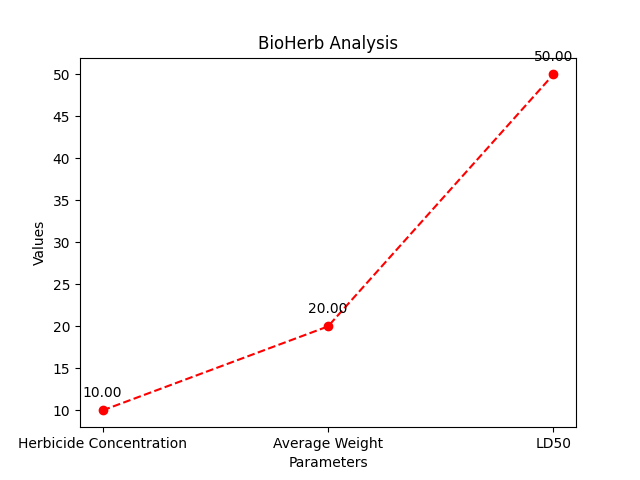 BioHerb Analysis
50.00
50
45
40
35
Values
30
25
20.00
20
15
10.00
10
Herbicide Concentration
Average Weight
LD50
Parameters